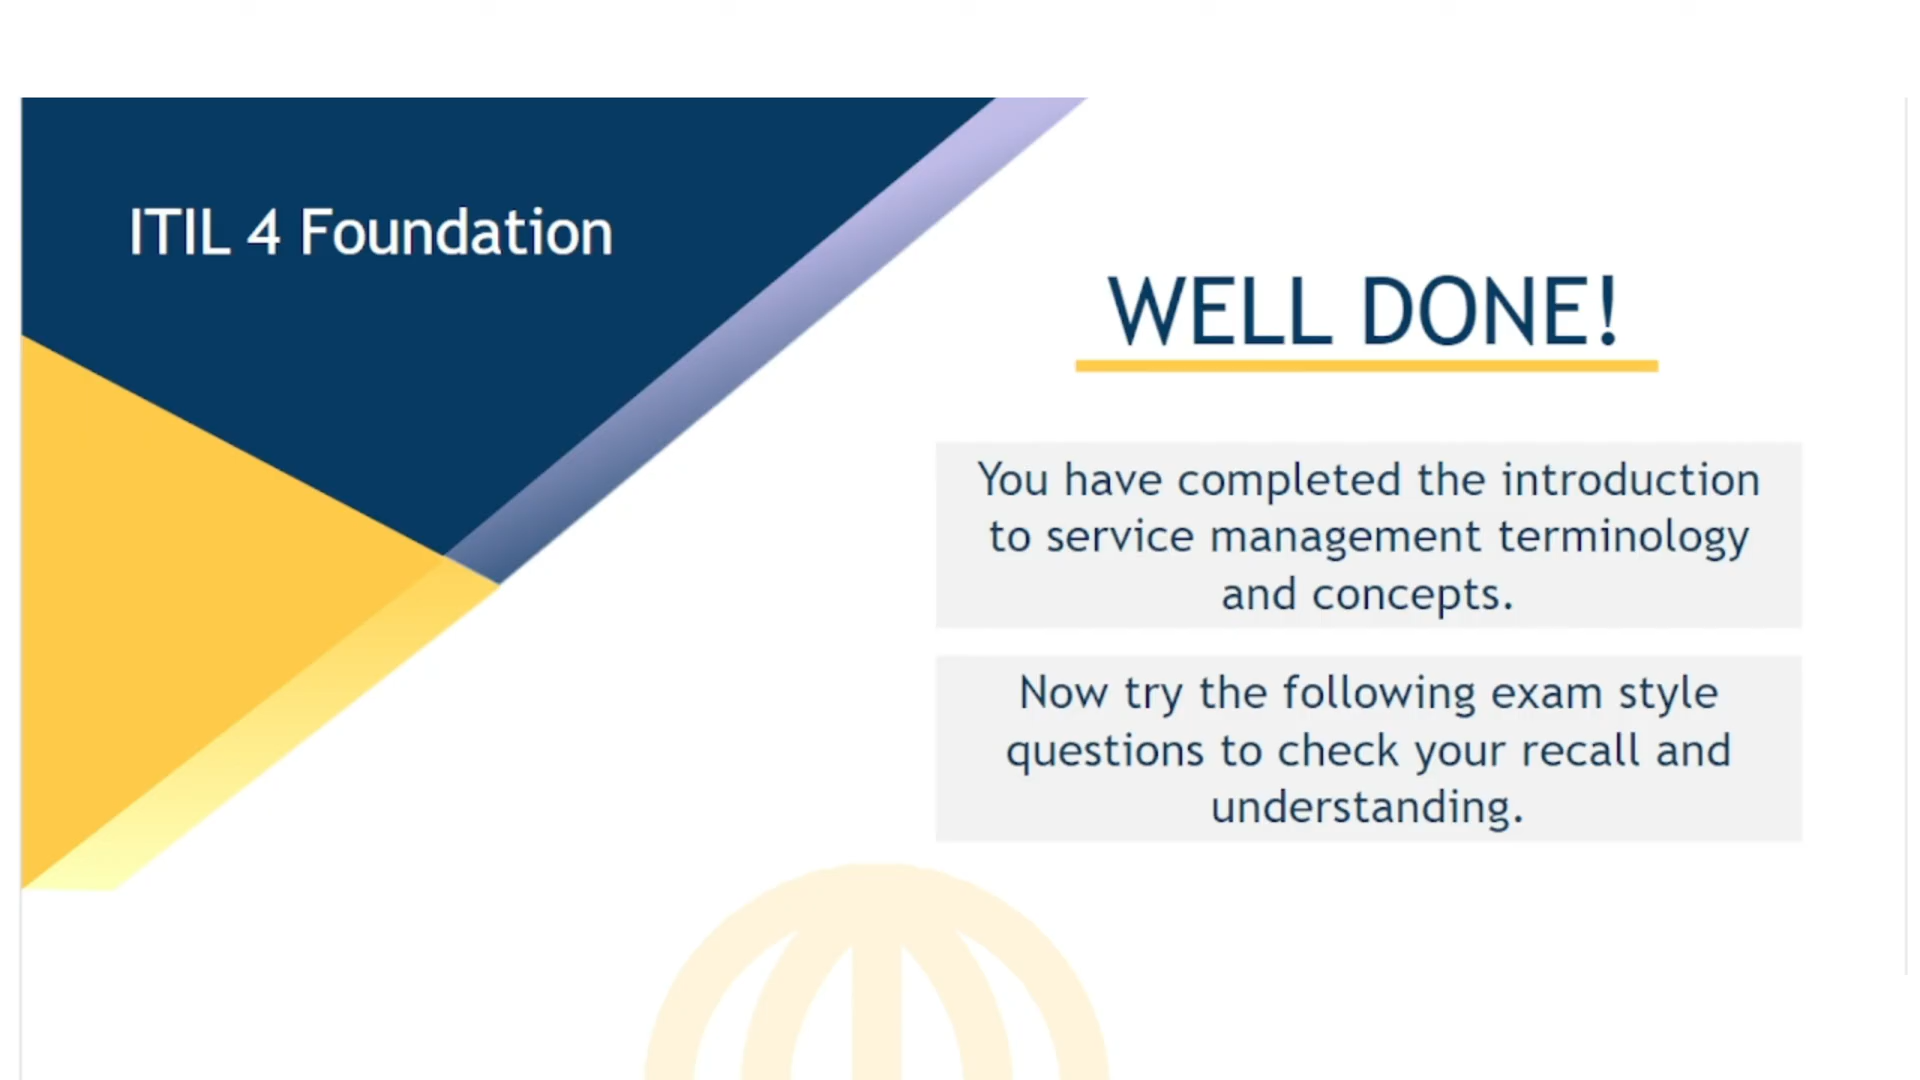 ITIL 4 Foundation
WELL DONE!
You have completed the introduction
to service management terminology
and concepts.
Now try the following exam style
questions to check your recall and
understanding.